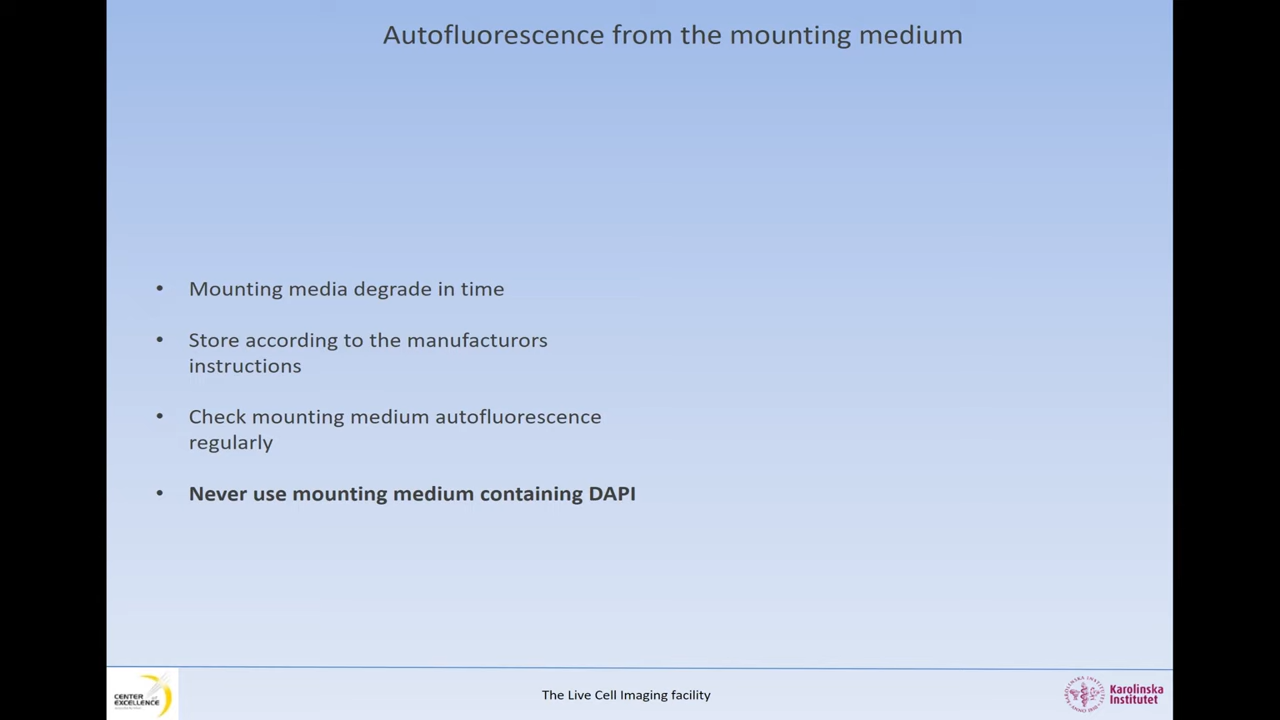 Autofluorescence from the mounting medium
• Mounting media degrade in time
• Store according to the manufacturors
instructions
• Check mounting medium autofluorescence
regularly
• Never use mounting medium containing DAPI
CENTER
EXCELLENCE
The Live Cell Imaging facility
Karolinska
Institutet